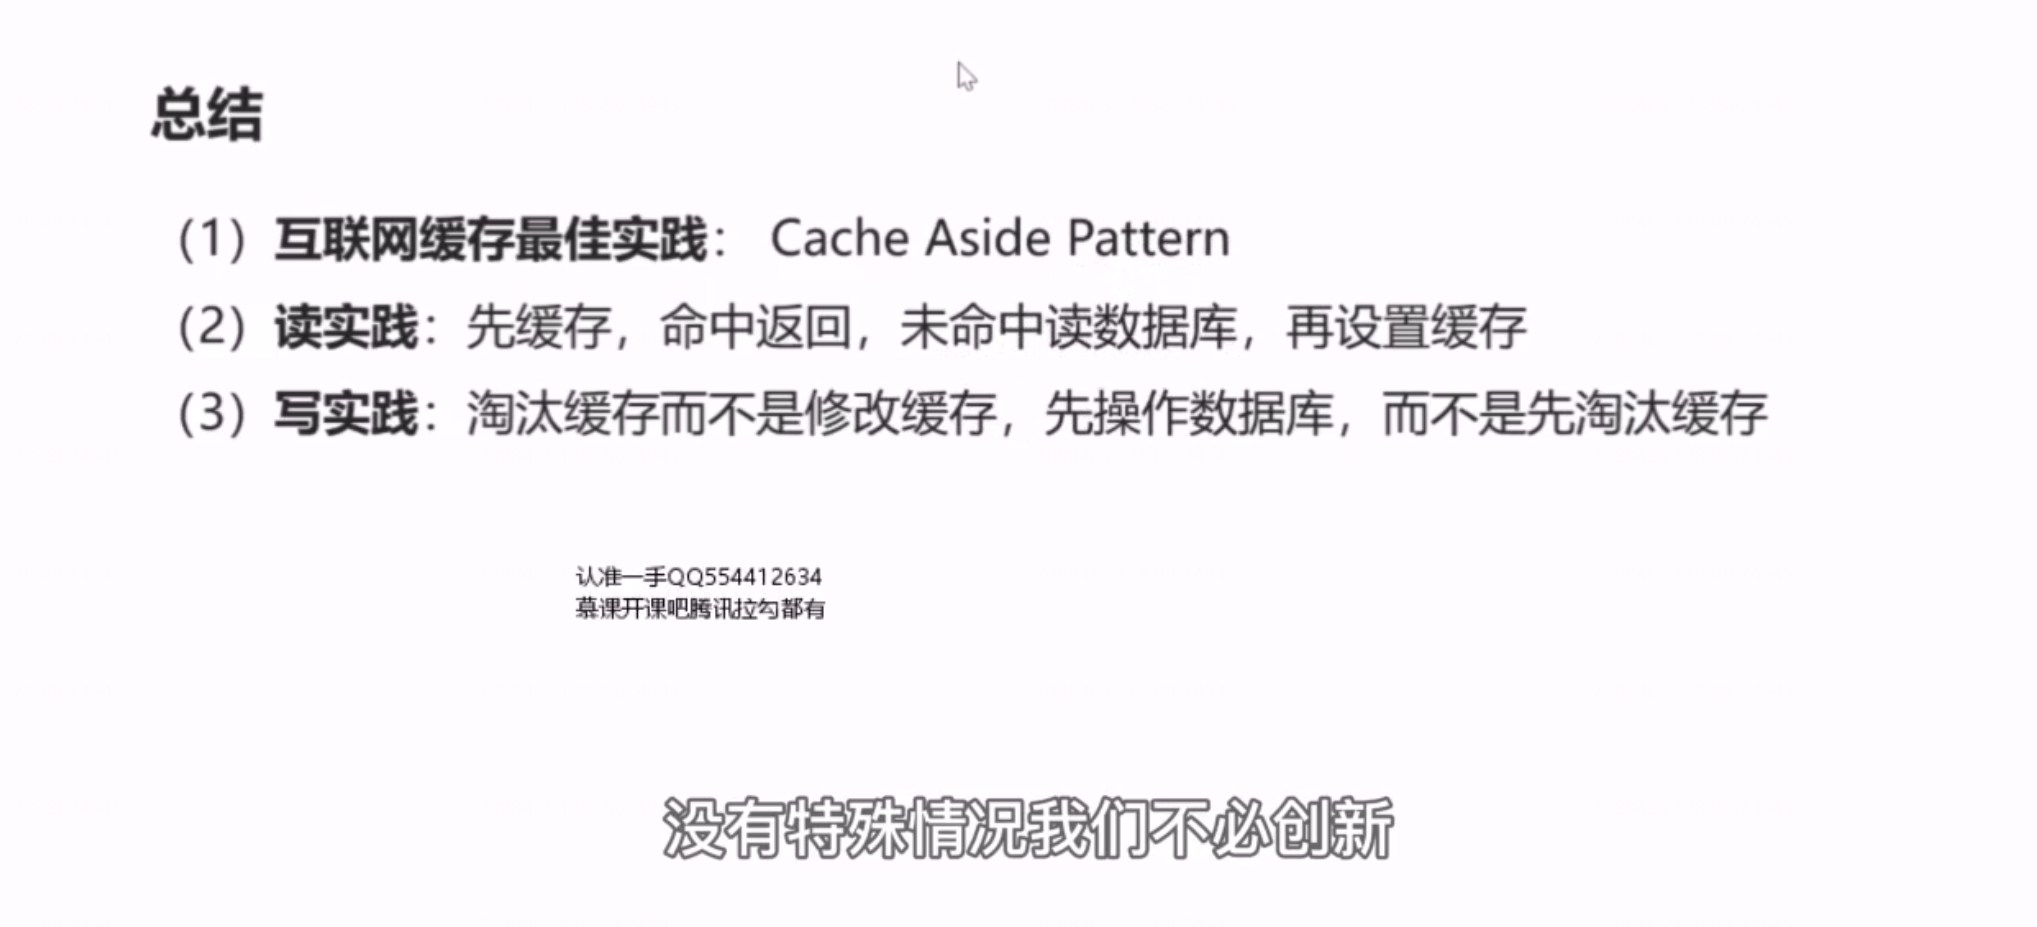 总结
（1）互联网缓存最佳实践： Cache Aside Pattern
（2）读实践：先缓存，命中返回，未命中读数据库，再设置缓存
（3）写实践：淘汰缓存而不是修改缓存，先操作数据库，而不是先淘汰缓存
认准一手QQ554412634
慕课开课吧腾讯拉勾都有
没有特殊情况我们不必创新